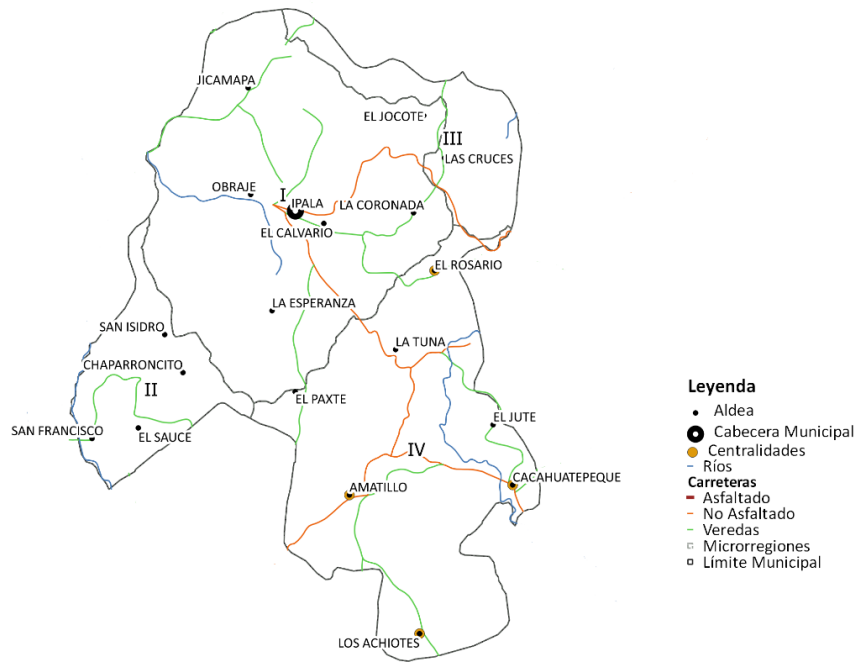 JICAMAPA
EL JOCOTE
III
LAS CRUCES
OBRAJE
I
IPALA
LA CORONADA
EL CALVARIO
EL ROSARIO
LA ESPERANZA
SAN ISIDRO
LA TUNA
CHAPARRONCITO
II
EL PAXTE
SAN FRANCISCO
EL SAUCE
EL JUTE
IV
CACAHUATEPEQUE
AMATILLO
LOS ACHIOTES
Leyenda
Aldea
Cabecera Municipal
Centralidades
Ríos
Carreteras
Asfaltado
No Asfaltado
Veredas
Microrregiones
Límite Municipal